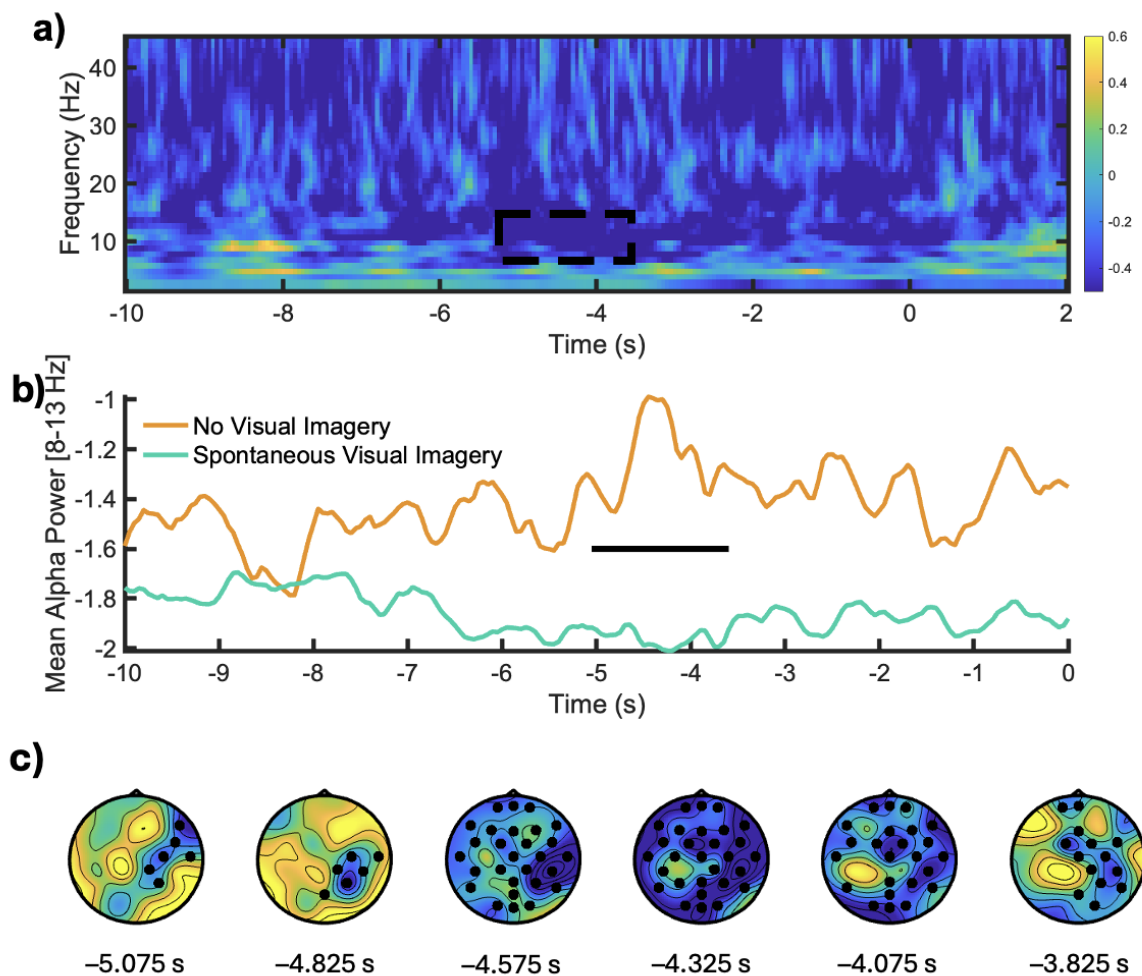 a)
Frequency (Hz)
40
30
20
10
-10
-8
-6
-4
-2
0
2
Time (s)
0.6
0.4
0.2
0
-0.2
-0.4
b)
Mean Alpha Power [8-13 Hz]
-1
-1.2
-1.4
-1.6
-1.8
-2
No Visual Imagery
Spontaneous Visual Imagery
-10
-9
-8
-7
-6
-5
-4
-3
-2
-1
0
Time (s)
c)
–5.075 s
–4.825 s
–4.575 s
–4.325 s
–4.075 s
–3.825 s